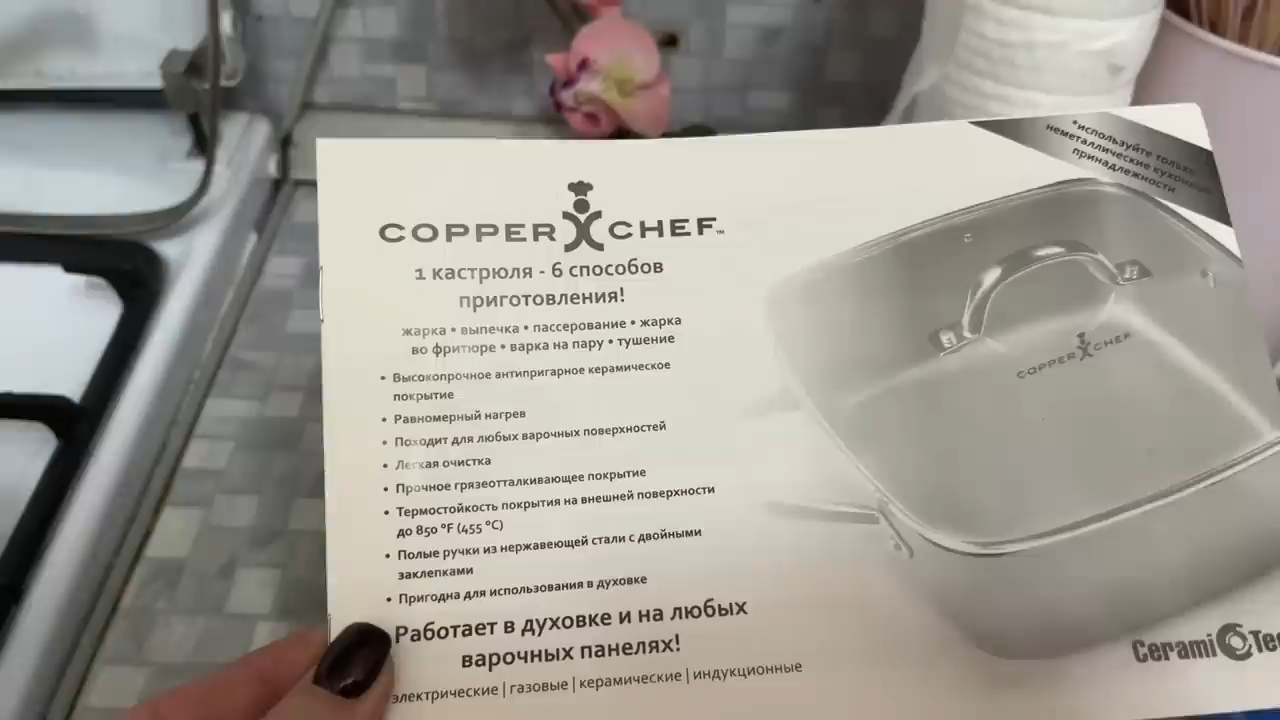 *используйте только
неметаллические кухонные
принадлежности
COPPER CHEF™
1 кастрюля - 6 способов
приготовления!
жарка • выпечка • пассерование • жарка
во фритюре • варка на пару • тушение
• Высокопрочное антипригарное керамическое
покрытие
• Равномерный нагрев
• Походит для любых варочных поверхностей
• Легкая очистка
• Прочное грязеотталкивающее покрытие
• Термостойкость покрытия на внешней поверхности
до 850 °F (455 °C)
• Полые ручки из нержавеющей стали с двойными
заклепками
• Пригодна для использования в духовке
Работает в духовке и на любых
варочных панелях!
электрические | газовые | керамические | индукционные
COPPER CHEF
Cerami Tec